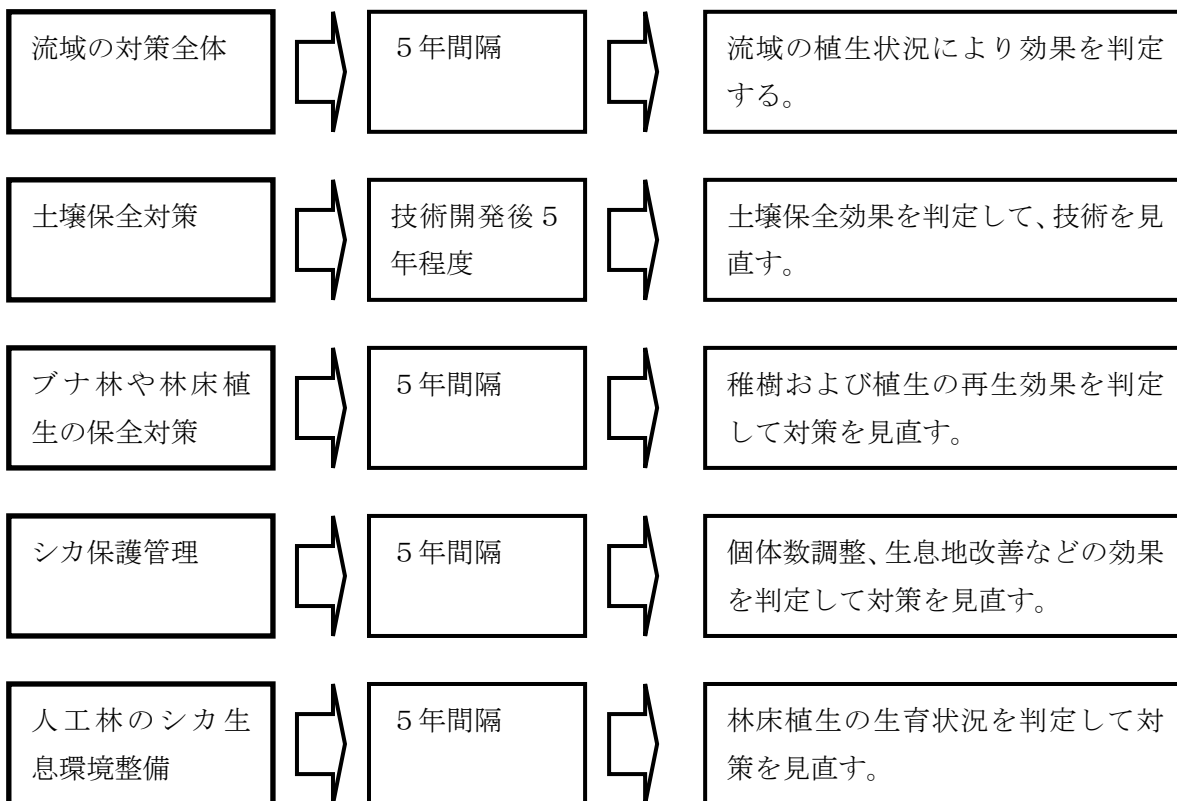 流域の対策全体
５年間隔
流域の植生状況により効果を判定
する。
土壌保全対策
技術開発後５
年程度
土壌保全効果を判定して、技術を見
直す。
ブナ林や林床植
生の保全対策
５年間隔
稚樹および植生の再生効果を判定
して対策を見直す。
シカ保護管理
５年間隔
個体数調整、生息地改善などの効果
を判定して対策を見直す。
人工林のシカ生
息環境整備
５年間隔
林床植生の生育状況を判定して対
策を見直す。